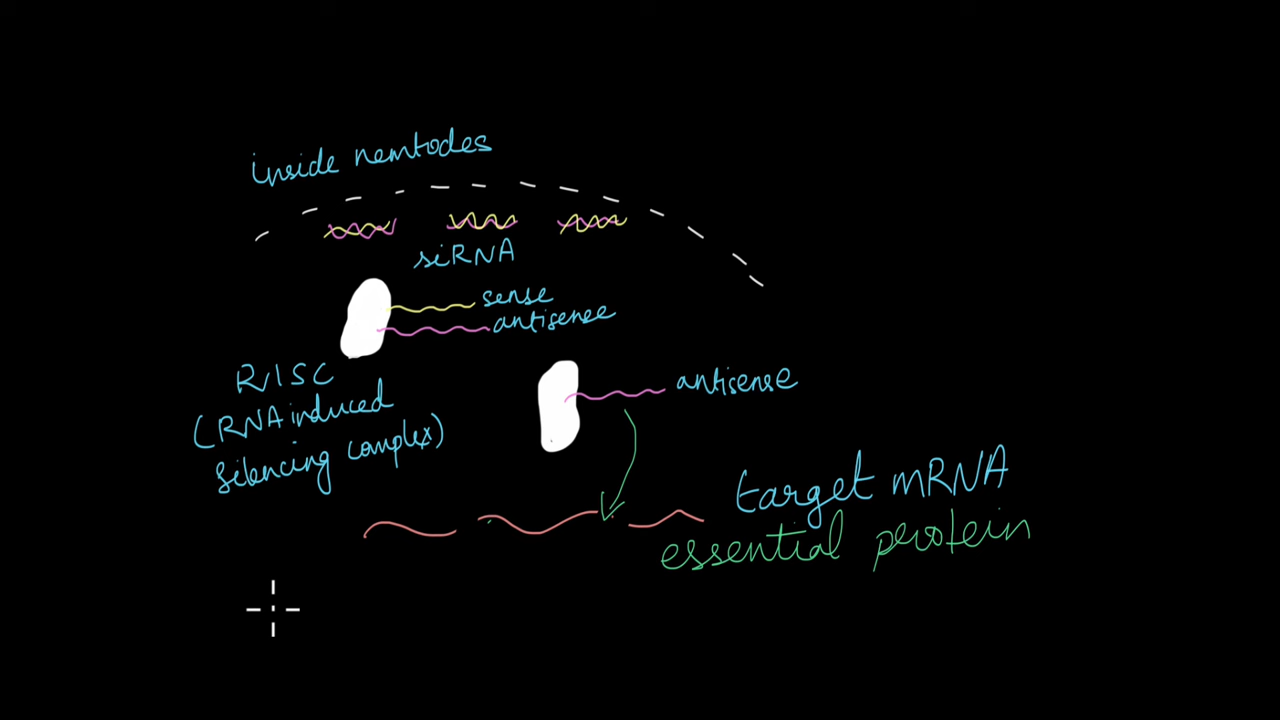 inside nemtodes
siRNA
sense
antisense
RISC
(RNA induced
silencing complex)
antisense
target mRNA
essential protein